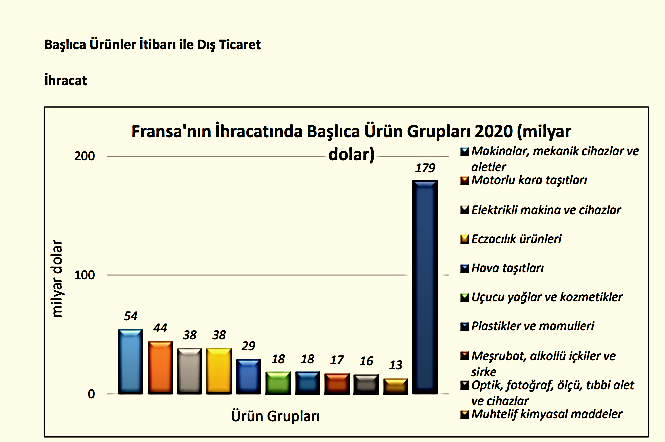 Başlıca Ürünler İtibarı ile Dış Ticaret
İhracat
Fransa'nın İhracatında Başlıca Ürün Grupları 2020 (milyar
dolar)
200
100
0
milyar dolar
54
44
38
38
29
18
18
17
16
13
179
Ürün Grupları
Makinalar, mekanik cihazlar ve
aletler
Motorlu kara taşıtları
Elektrikli makina ve cihazlar
Eczacılık ürünleri
Hava taşıtları
Uçucu yağlar ve kozmetikler
Plastikler ve mamulleri
Meşrubat, alkollü içkiler ve
sirke
Optik, fotoğraf, ölçü, tıbbi alet
ve cihazlar
Muhtelif kimyasal maddeler